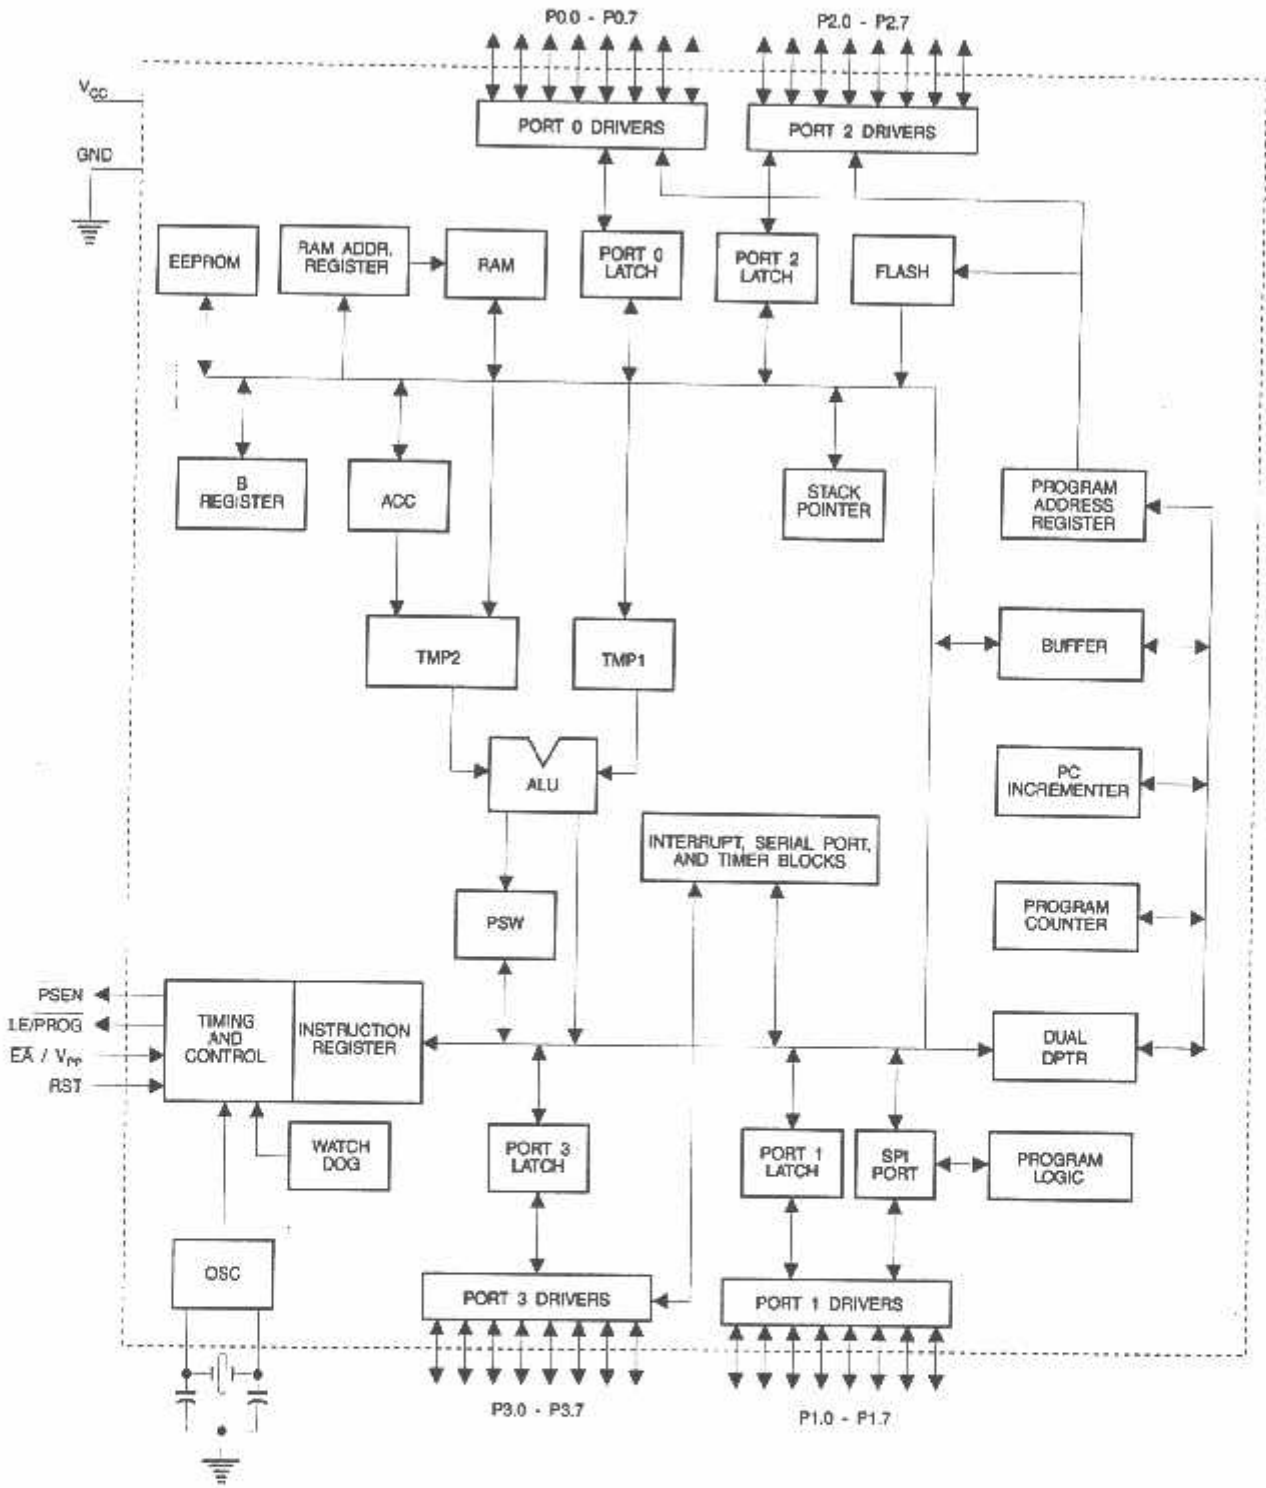 P0.0 - P0.7
P2.0 - P2.7
VCC
PORT 0 DRIVERS
PORT 2 DRIVERS
GND
EEPROM
RAM ADDR.
REGISTER
RAM
PORT 0
LATCH
PORT 2
LATCH
FLASH
B
REGISTER
ACC
STACK
POINTER
PROGRAM
ADDRESS
REGISTER
TMP2
TMP1
BUFFER
ALU
PC
INCREMENTER
INTERRUPT, SERIAL PORT,
AND TIMER BLOCKS
PSW
PROGRAM
COUNTER
PSEN
LE/PROG
EA / VPP
RST
TIMING
AND
CONTROL
INSTRUCTION
REGISTER
DUAL
DPTR
WATCH
DOG
PORT 3
LATCH
PORT 1
LATCH
SPI
PORT
PROGRAM
LOGIC
OSC
PORT 3 DRIVERS
PORT 1 DRIVERS
P3.0 - P3.7
P1.0 - P1.7